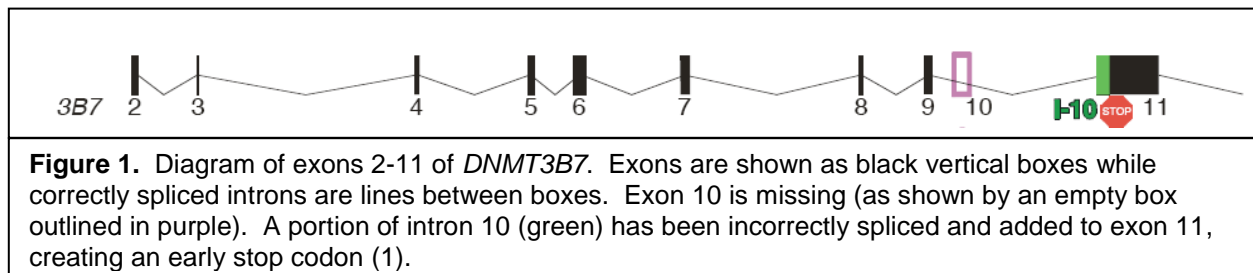 3B7 2 3 4 5 6 7 8 9 10 I-10 STOP 11
Figure 1. Diagram of exons 2-11 of DNMT3B7. Exons are shown as black vertical boxes while
correctly spliced introns are lines between boxes. Exon 10 is missing (as shown by an empty box
outlined in purple). A portion of intron 10 (green) has been incorrectly spliced and added to exon 11,
creating an early stop codon (1).